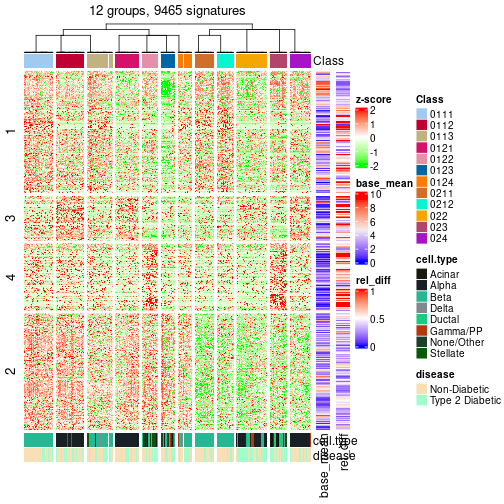 12 groups, 9465 signatures
Class
1
3
4
2
cell.type
disease
base_mean
rel_diff
z-score
2
1
0
-1
-2
base_mean
10
8
6
4
2
0
rel_diff
1
0.5
0
Class
0111
0112
0113
0121
0122
0123
0124
0211
0212
022
023
024
cell.type
Acinar
Alpha
Beta
Delta
Ductal
Gamma/PP
None/Other
Stellate
disease
Non-Diabetic
Type 2 Diabetic